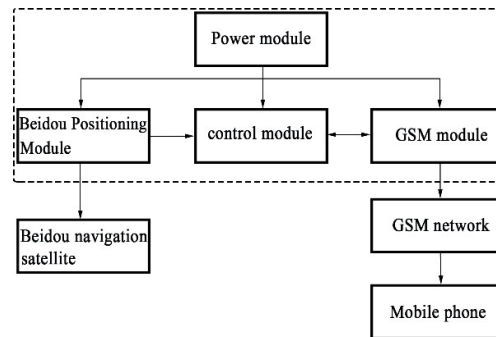 Power module
Beidou Positioning
Module
control module
GSM module
Beidou navigation
satellite
GSM network
Mobile phone